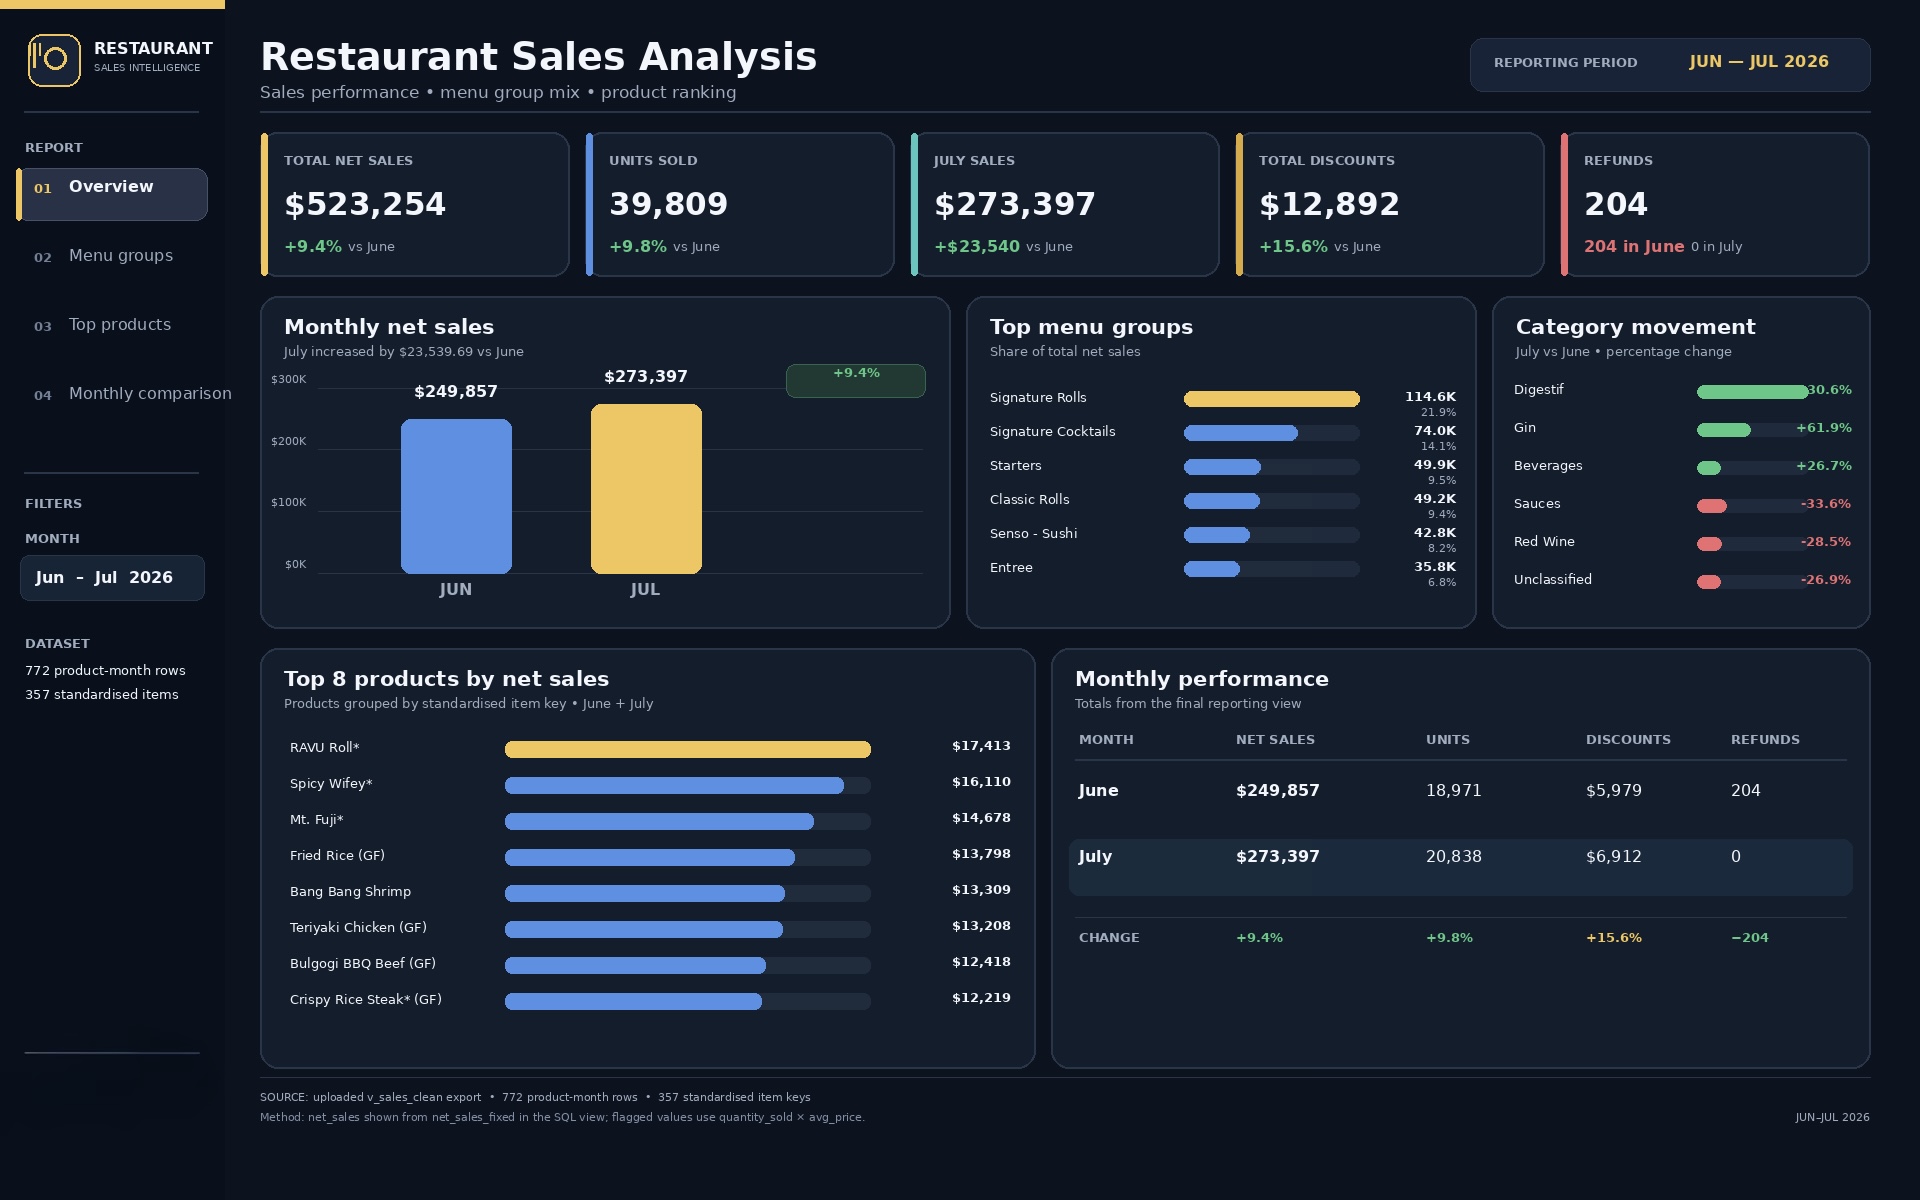 RESTAURANT
SALES INTELLIGENCE
REPORT
01 Overview
02 Menu groups
03 Top products
04 Monthly comparison
FILTERS
MONTH
Jun – Jul 2026
DATASET
772 product-month rows
357 standardised items
Restaurant Sales Analysis
Sales performance • menu group mix • product ranking
REPORTING PERIOD JUN — JUL 2026
TOTAL NET SALES
$523,254
+9.4% vs June
UNITS SOLD
39,809
+9.8% vs June
JULY SALES
$273,397
+$23,540 vs June
TOTAL DISCOUNTS
$12,892
+15.6% vs June
REFUNDS
204
204 in June 0 in July
Monthly net sales
July increased by $23,539.69 vs June
+9.4%
$300K
$200K
$100K
$0K
$249,857
$273,397
JUN
JUL
Top menu groups
Share of total net sales
Signature Rolls 114.6K
21.9%
Signature Cocktails 74.0K
14.1%
Starters 49.9K
9.5%
Classic Rolls 49.2K
9.4%
Senso - Sushi 42.8K
8.2%
Entree 35.8K
6.8%
Category movement
July vs June • percentage change
Digestif 30.6%
Gin +61.9%
Beverages +26.7%
Sauces -33.6%
Red Wine -28.5%
Unclassified -26.9%
Top 8 products by net sales
Products grouped by standardised item key • June + July
RAVU Roll* $17,413
Spicy Wifey* $16,110
Mt. Fuji* $14,678
Fried Rice (GF) $13,798
Bang Bang Shrimp $13,309
Teriyaki Chicken (GF) $13,208
Bulgogi BBQ Beef (GF) $12,418
Crispy Rice Steak* (GF) $12,219
Monthly performance
Totals from the final reporting view
MONTH NET SALES UNITS DISCOUNTS REFUNDS
June $249,857 18,971 $5,979 204
July $273,397 20,838 $6,912 0
CHANGE +9.4% +9.8% +15.6% −204
SOURCE: uploaded v_sales_clean export • 772 product-month rows • 357 standardised item keys
Method: net_sales shown from net_sales_fixed in the SQL view; flagged values use quantity_sold × avg_price.
JUN–JUL 2026